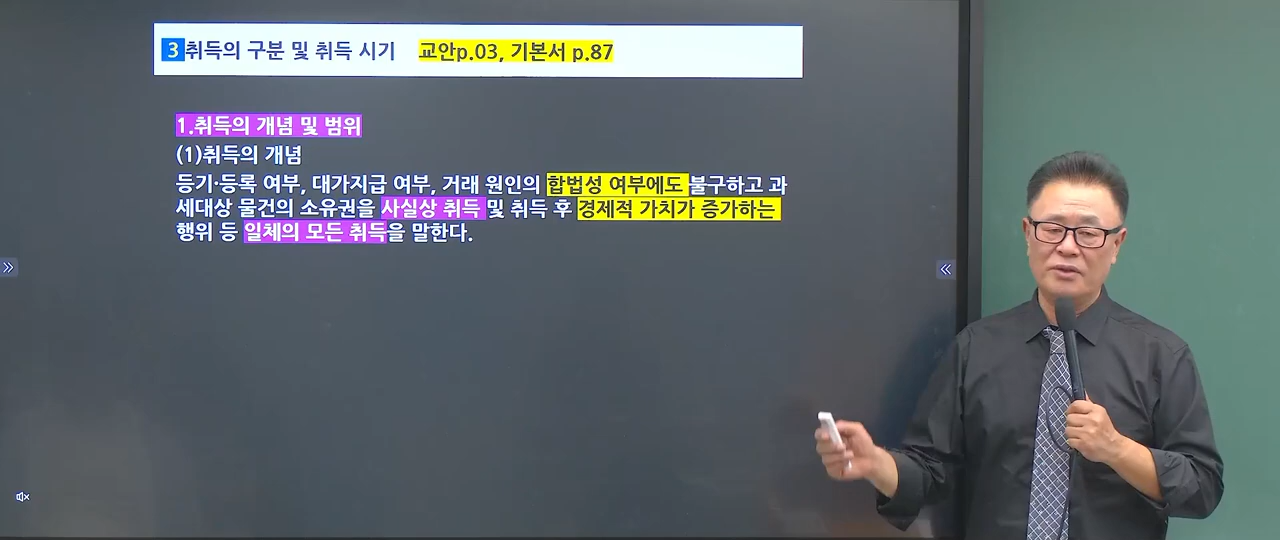 3 취득의 구분 및 취득 시기 교안p.03, 기본서 p.87
1.취득의 개념 및 범위
(1)취득의 개념
등기·등록 여부, 대가지급 여부, 거래 원인의 합법성 여부에도 불구하고 과
세대상 물건의 소유권을 사실상 취득 및 취득 후 경제적 가치가 증가하는
행위 등 일체의 모든 취득을 말한다.